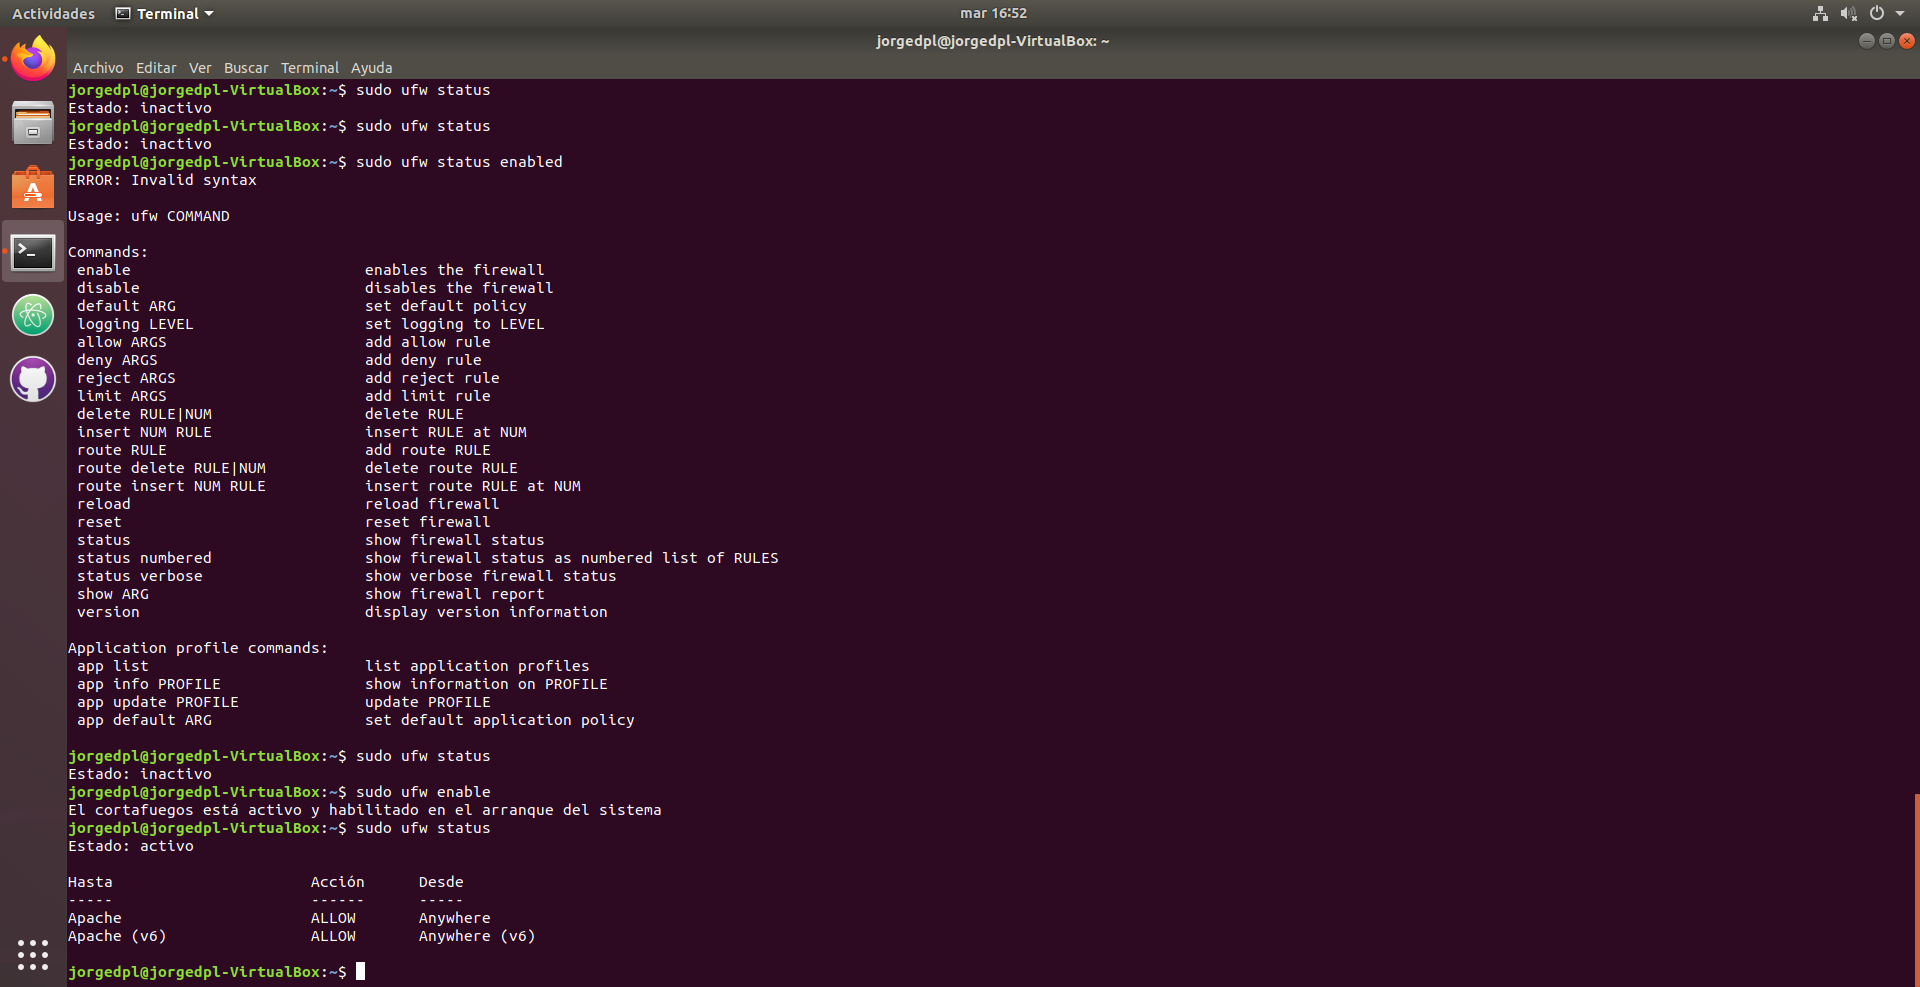 Actividades Terminal mar 16:52
jorgedpl@jorgedpl-VirtualBox: ~
Archivo Editar Ver Buscar Terminal Ayuda
jorgedpl@jorgedpl-VirtualBox:~$ sudo ufw status
Estado: inactivo
jorgedpl@jorgedpl-VirtualBox:~$ sudo ufw status
Estado: inactivo
jorgedpl@jorgedpl-VirtualBox:~$ sudo ufw status enabled
ERROR: Invalid syntax

Usage: ufw COMMAND

Commands:
 enable                          enables the firewall
 disable                         disables the firewall
 default ARG                     set default policy
 logging LEVEL                   set logging to LEVEL
 allow ARGS                      add allow rule
 deny ARGS                       add deny rule
 reject ARGS                     add reject rule
 limit ARGS                      add limit rule
 delete RULE|NUM                 delete RULE
 insert NUM RULE                 insert RULE at NUM
 route RULE                      add route RULE
 route delete RULE|NUM           delete route RULE
 route insert NUM RULE           insert route RULE at NUM
 reload                          reload firewall
 reset                           reset firewall
 status                          show firewall status
 status numbered                 show firewall status as numbered list of RULES
 status verbose                  show verbose firewall status
 show ARG                        show firewall report
 version                         display version information

Application profile commands:
 app list                        list application profiles
 app info PROFILE                show information on PROFILE
 app update PROFILE              update PROFILE
 app default ARG                 set default application policy

jorgedpl@jorgedpl-VirtualBox:~$ sudo ufw status
Estado: inactivo
jorgedpl@jorgedpl-VirtualBox:~$ sudo ufw enable
El cortafuegos está activo y habilitado en el arranque del sistema
jorgedpl@jorgedpl-VirtualBox:~$ sudo ufw status
Estado: activo

Hasta                      Acción      Desde
-----                      ------      -----
Apache                     ALLOW       Anywhere
Apache (v6)                ALLOW       Anywhere (v6)

jorgedpl@jorgedpl-VirtualBox:~$